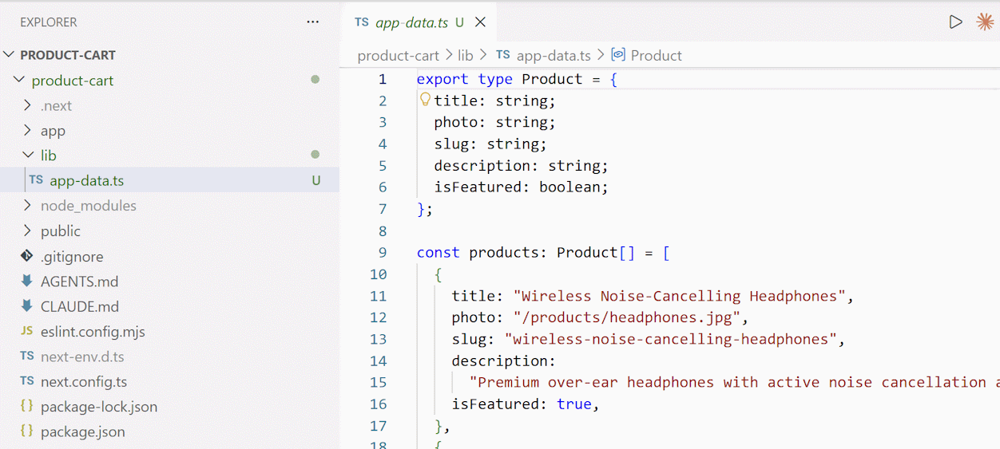 EXPLORER
PRODUCT-CART
product-cart
.next
app
lib
TS app-data.ts U
node_modules
public
.gitignore
AGENTS.md
CLAUDE.md
JS eslint.config.mjs
TS next-env.d.ts
TS next.config.ts
{} package-lock.json
{} package.json
TS app-data.ts U
product-cart > lib > TS app-data.ts > Product
1 export type Product = {
2 title: string;
3 photo: string;
4 slug: string;
5 description: string;
6 isFeatured: boolean;
7 };
8
9 const products: Product[] = [
10 {
11 title: "Wireless Noise-Cancelling Headphones",
12 photo: "/products/headphones.jpg",
13 slug: "wireless-noise-cancelling-headphones",
14 description:
15 "Premium over-ear headphones with active noise cancellation a
16 isFeatured: true,
17 },
18 {